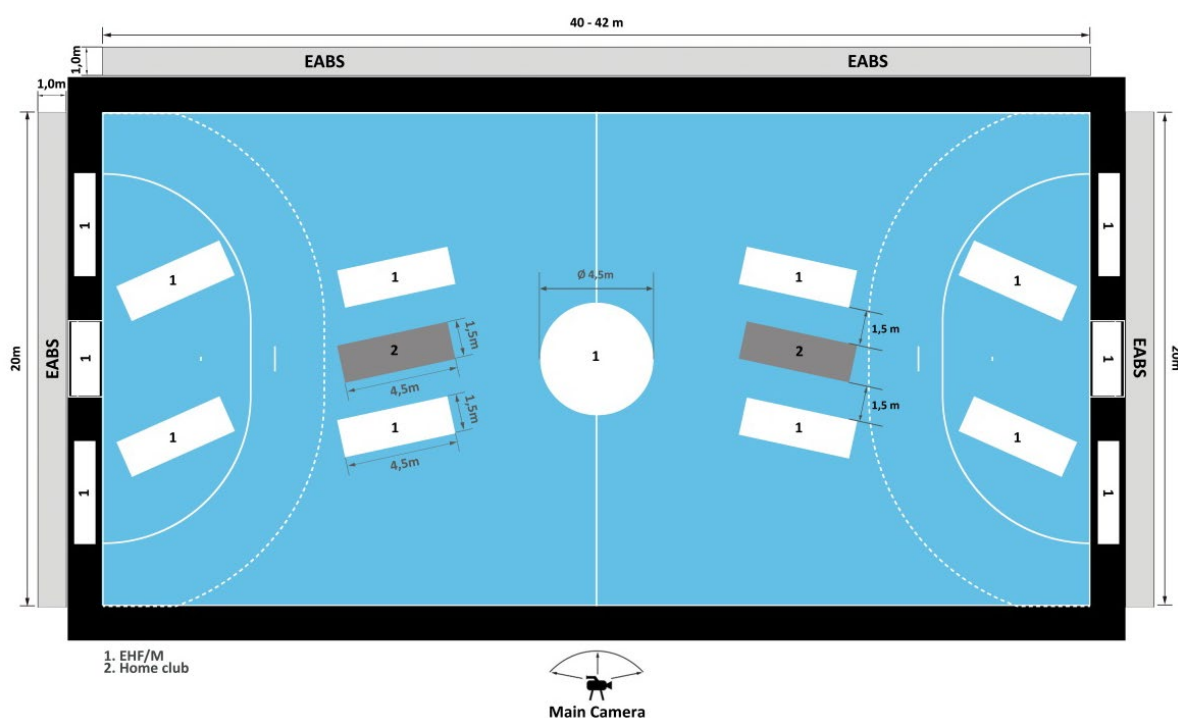 40 - 42 m
1,0m
EABS
EABS
1,0m
1
1
1
1
1
1
Ø 4,5m
1,5m
1,5 m
20m
EABS
1
2
4,5m
1
2
1
EABS
20m
1,5m
1,5 m
1
1
4,5m
1
1
1
1
1. EHF/M
2. Home club
Main Camera